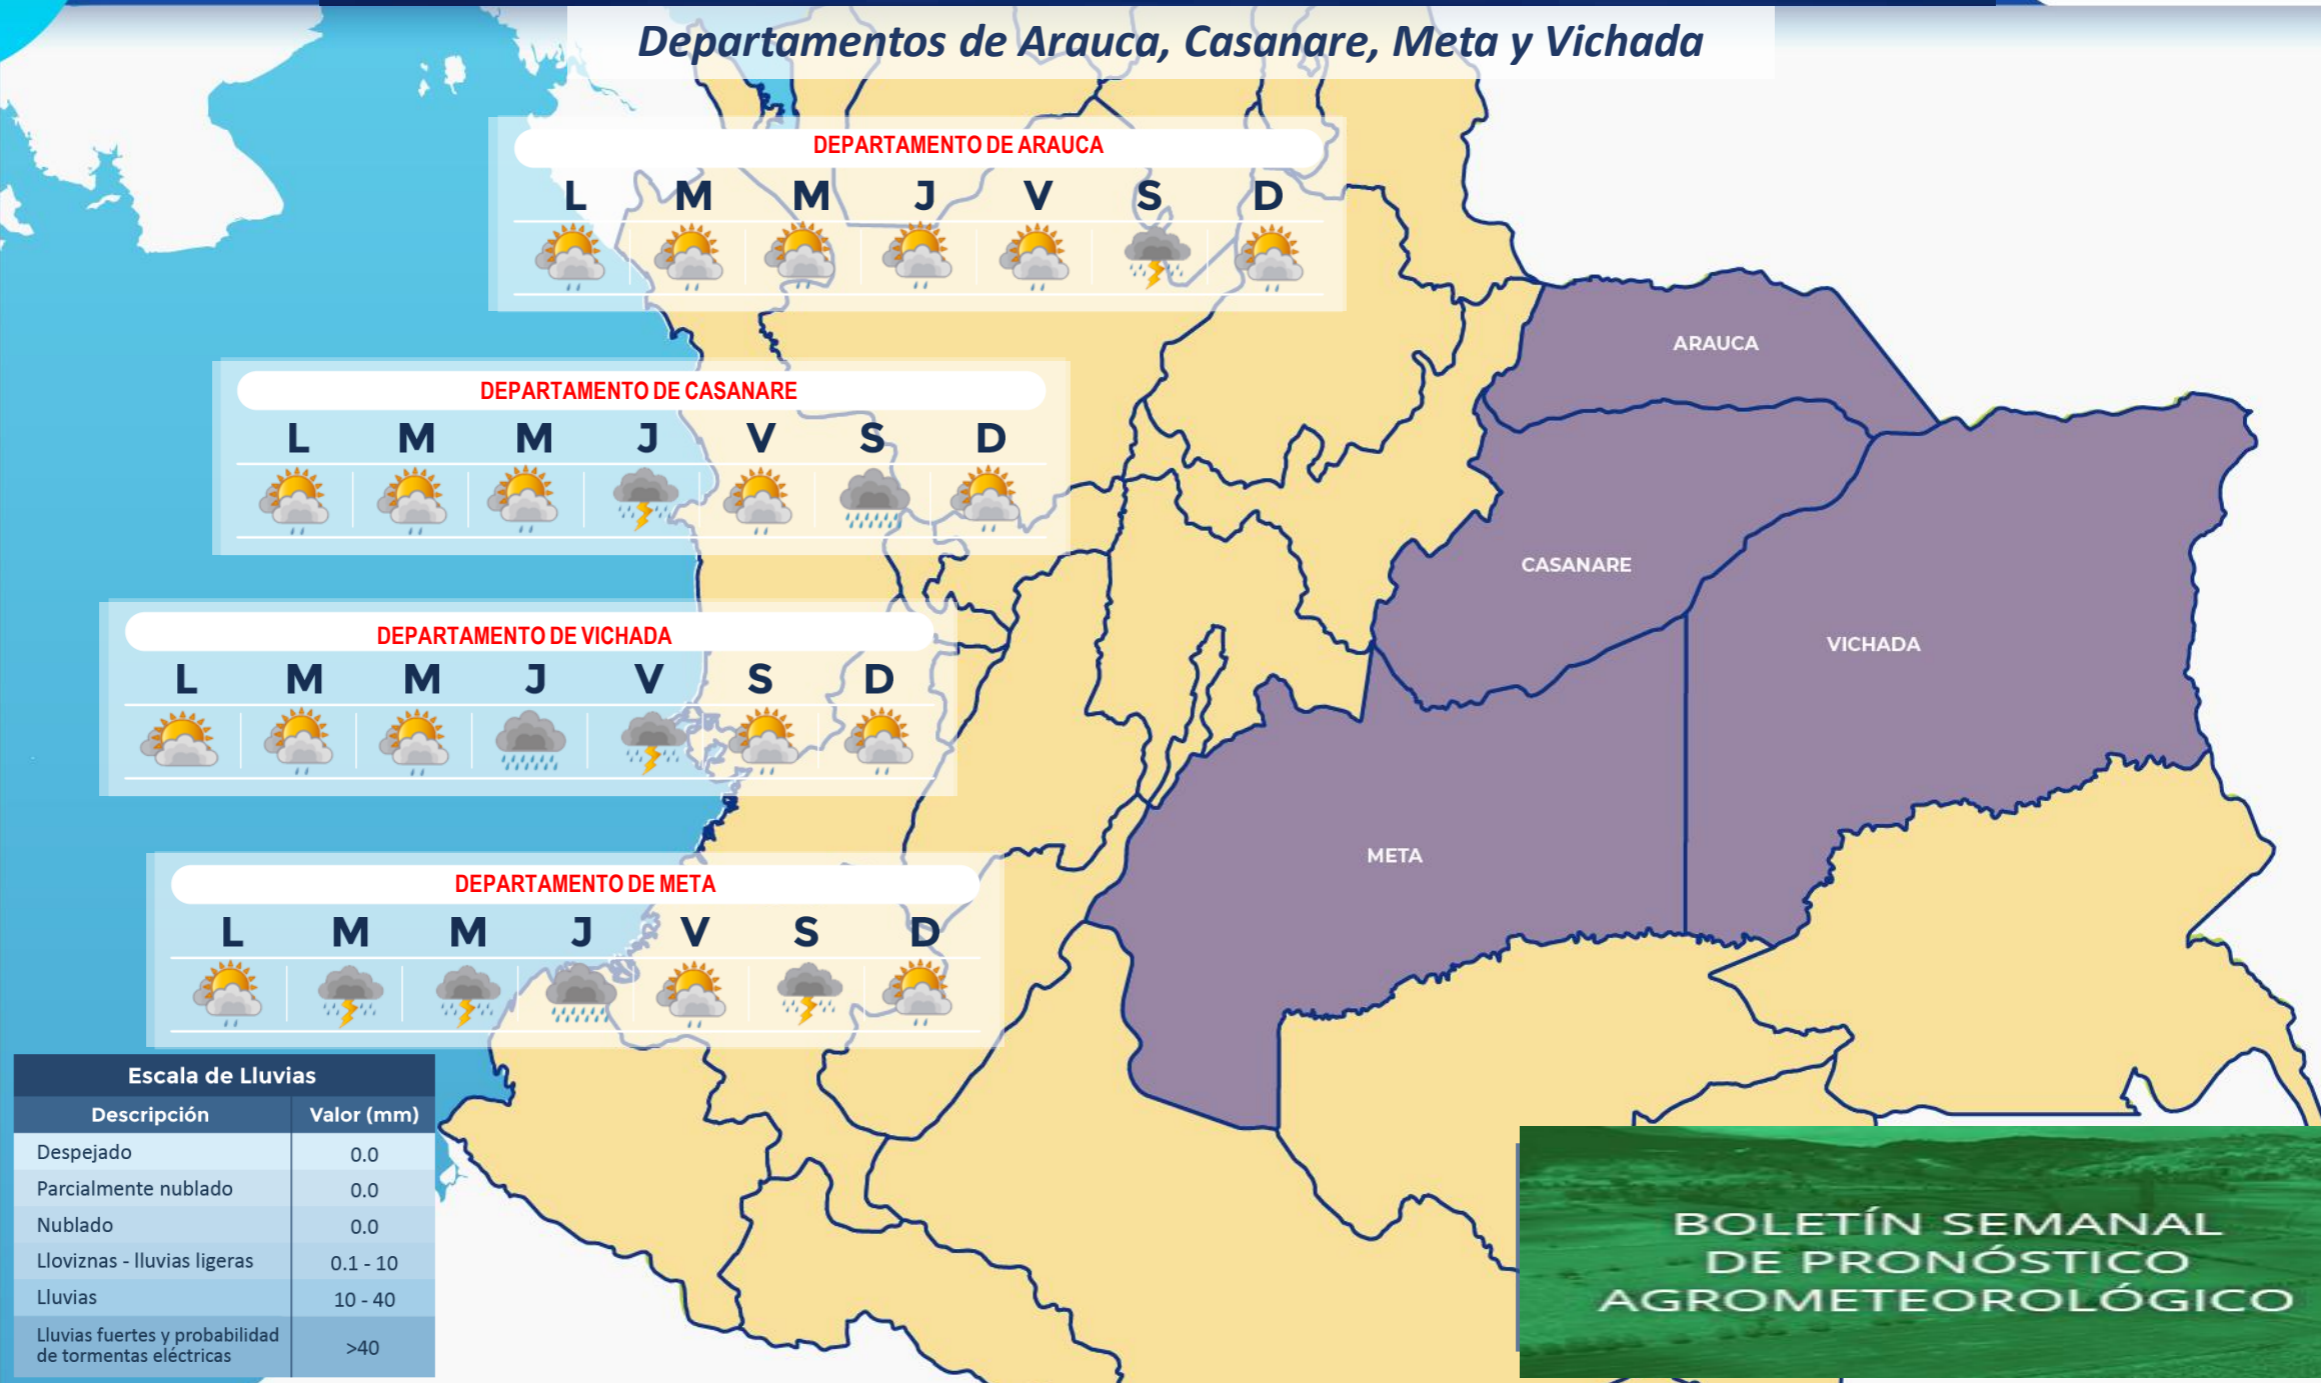 Departamentos de Arauca, Casanare, Meta y Vichada
DEPARTAMENTO DE ARAUCA
L M M J V S D
DEPARTAMENTO DE CASANARE
L M M J V S D
DEPARTAMENTO DE VICHADA
L M M J V S D
DEPARTAMENTO DE META
L M M J V S D
ARAUCA
CASANARE
VICHADA
META
Escala de Lluvias
Descripción Valor (mm)
Despejado 0.0
Parcialmente nublado 0.0
Nublado 0.0
Lloviznas - lluvias ligeras 0.1 - 10
Lluvias 10 - 40
Lluvias fuertes y probabilidad
de tormentas eléctricas >40
BOLETÍN SEMANAL
DE PRONÓSTICO
AGROMETEOROLÓGICO